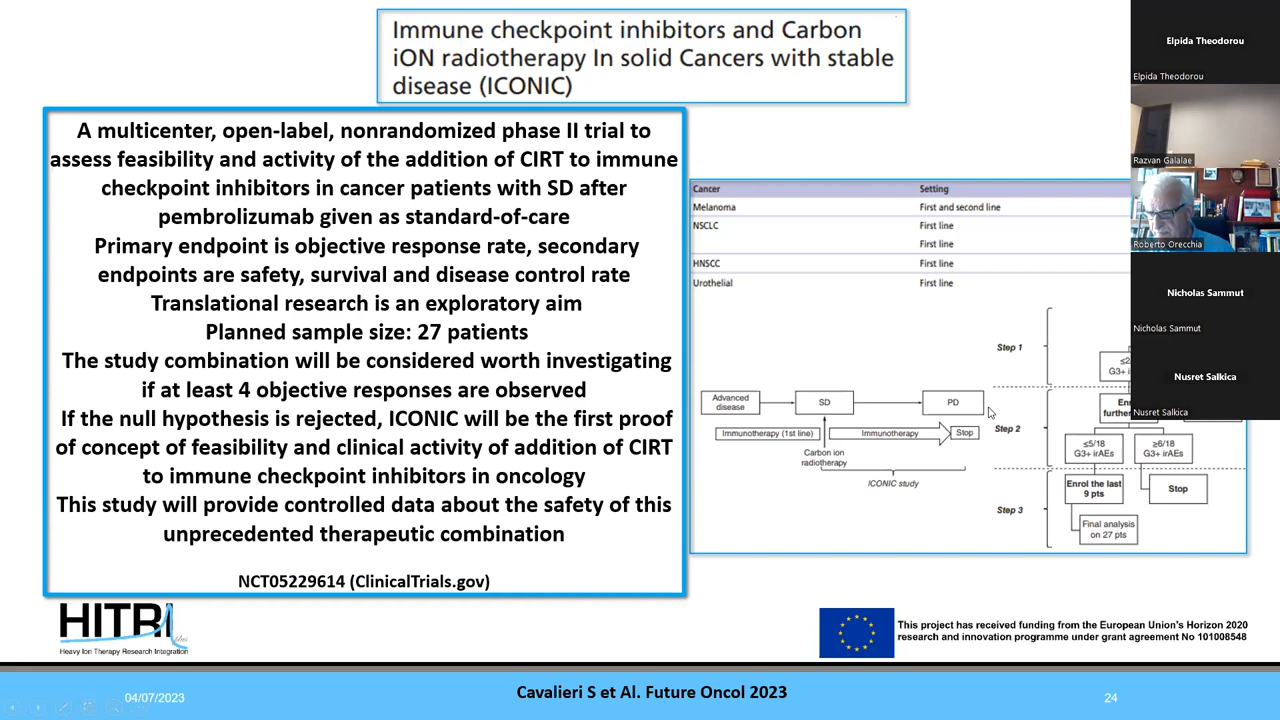 Immune checkpoint inhibitors and Carbon
iON radiotherapy In solid Cancers with stable
disease (ICONIC)
A multicenter, open-label, nonrandomized phase II trial to
assess feasibility and activity of the addition of CIRT to immune
checkpoint inhibitors in cancer patients with SD after
pembrolizumab given as standard-of-care
Primary endpoint is objective response rate, secondary
endpoints are safety, survival and disease control rate
Translational research is an exploratory aim
Planned sample size: 27 patients
The study combination will be considered worth investigating
if at least 4 objective responses are observed
If the null hypothesis is rejected, ICONIC will be the first proof
of concept of feasibility and clinical activity of addition of CIRT
to immune checkpoint inhibitors in oncology
This study will provide controlled data about the safety of this
unprecedented therapeutic combination
NCT05229614 (ClinicalTrials.gov)
Cancer Setting
Melanoma First and second line
NSCLC First line
First line
HNSCC First line
Urothelial First line
Advanced
disease
SD
PD
Immunotherapy (1st line)
Immunotherapy
Stop
Carbon ion
radiotherapy
ICONIC study
Step 1
≤2
G3+ i
Step 2
Enr
further
≤5/18
G3+ irAEs
≥6/18
G3+ irAEs
Step 3
Enrol the last
9 pts
Stop
Final analysis
on 27 pts
Elpida Theodorou
Elpida Theodorou
Razvan Galalae
Roberto Orecchia
Nicholas Sammut
Nicholas Sammut
Nusret Salkica
Nusret Salkica
HITRI
plus
Heavy Ion Therapy Research Integration
This project has received funding from the European Union's Horizon 2020
research and innovation programme under grant agreement No 101008548
04/07/2023
Cavalieri S et Al. Future Oncol 2023
24